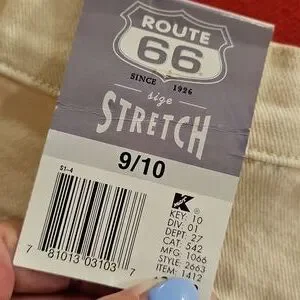 ROUTE
66
SINCE 1926
size
STRETCH
9/10
S1-4
7 81013 03103 7
K
KEY: 10
DIV: 01
DEPT: 27
CAT: 542
MFG: 1066
STYLE: 2663
ITEM: 1412